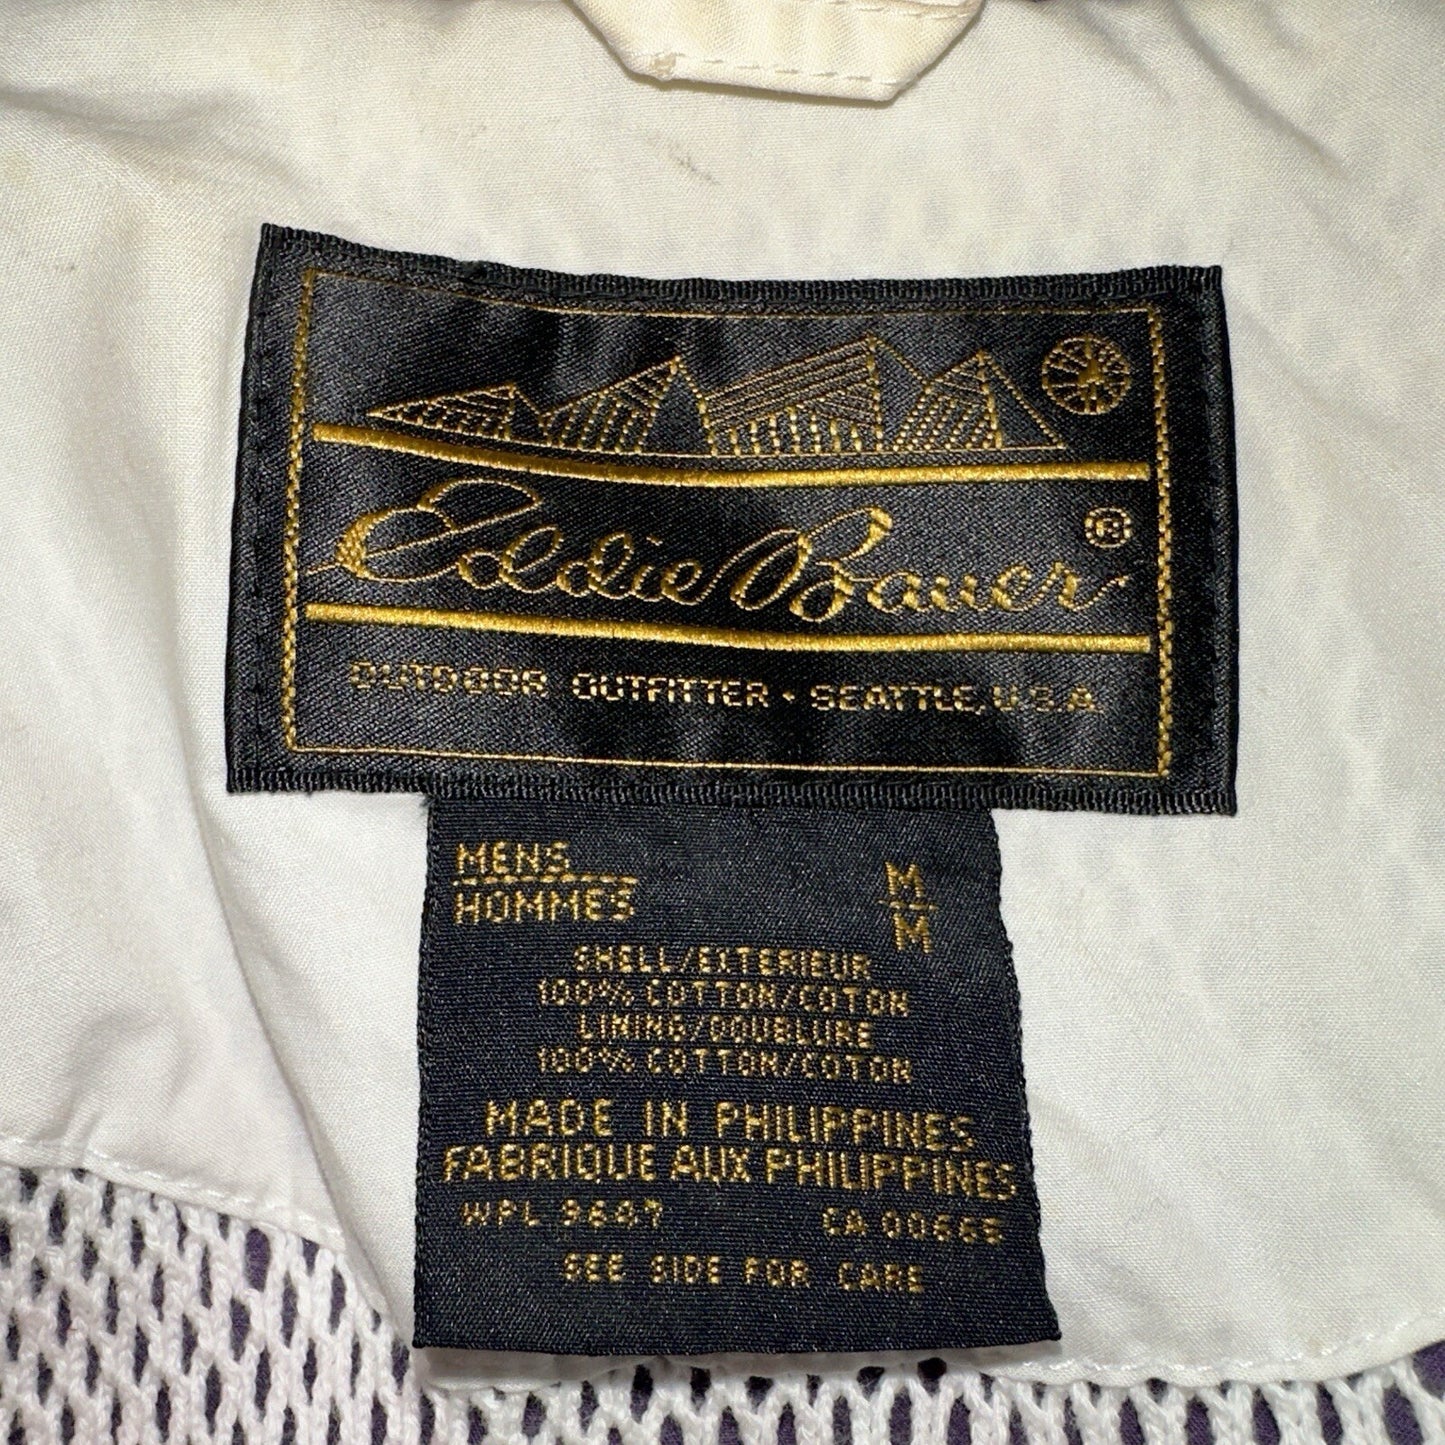 Eddie Bauer ®
OUTDOOR OUTFITTER • SEATTLE, U.S.A
MENS M
HOMMES M
SHELL/EXTERIEUR
100% COTTON/COTON
LINING/DOUBLURE
100% COTTON/COTON
MADE IN PHILIPPINES
FABRIQUE AUX PHILIPPINES
WPL 9647 CA 00665
SEE SIDE FOR CARE